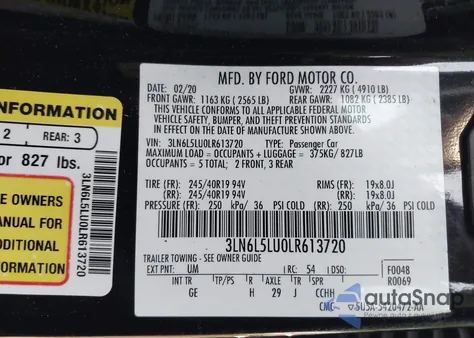 INFORMATION
2 REAR: 3
or 827 lbs.
E OWNERS
ANUAL FOR
ADDITIONAL
INFORMATION
3LN6L5LU0LR613720
MFD. BY FORD MOTOR CO.
DATE: 02/20 GVWR: 2227 KG ( 4910 LB)
FRONT GAWR: 1163 KG ( 2565 LB) REAR GAWR: 1082 KG ( 2385 LB)
THIS VEHICLE CONFORMS TO ALL APPLICABLE FEDERAL MOTOR
VEHICLE SAFETY, BUMPER, AND THEFT PREVENTION STANDARDS
IN EFFECT ON THE DATE OF MANUFACTURE SHOWN ABOVE.
VIN: 3LN6L5LU0LR613720 TYPE: Passenger Car
MAXIMUM LOAD = OCCUPANTS + LUGGAGE = 375KG/827LB
OCCUPANTS = 5 TOTAL; 2 FRONT, 3 REAR
TIRE (FR): 245/40R19 94V RIMS (FR): 19x8.0J
(RR): 245/40R19 94V (RR): 19x8.0J
PRESSURE (FR): 250 kPa/ 36 PSI COLD (RR): 250 kPa/ 36 PSI COLD
3LN6L5LU0LR613720
TRAILER TOWING - SEE OWNER GUIDE
EXT PNT: UM RC: 54 DSO: F0048
INT TR TP/PS R AXLE TR SPR R0069
GE H 29 J CCHH
autoSnap
Pewne auto z